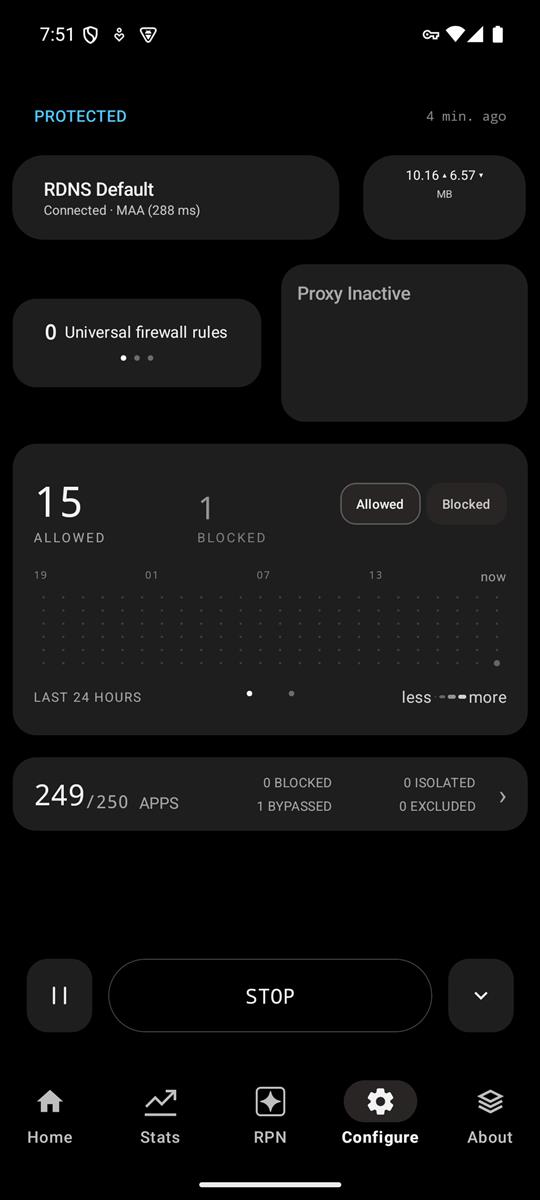 7:51
PROTECTED
4 min. ago
RDNS Default
Connected · MAA (288 ms)
10.16 ▴ 6.57 ▾
MB
0 Universal firewall rules
Proxy Inactive
15
ALLOWED
1
BLOCKED
Allowed
Blocked
19 01 07 13 now
LAST 24 HOURS
less more
249/250 APPS
0 BLOCKED
1 BYPASSED
0 ISOLATED
0 EXCLUDED
STOP
Home
Stats
RPN
Configure
About